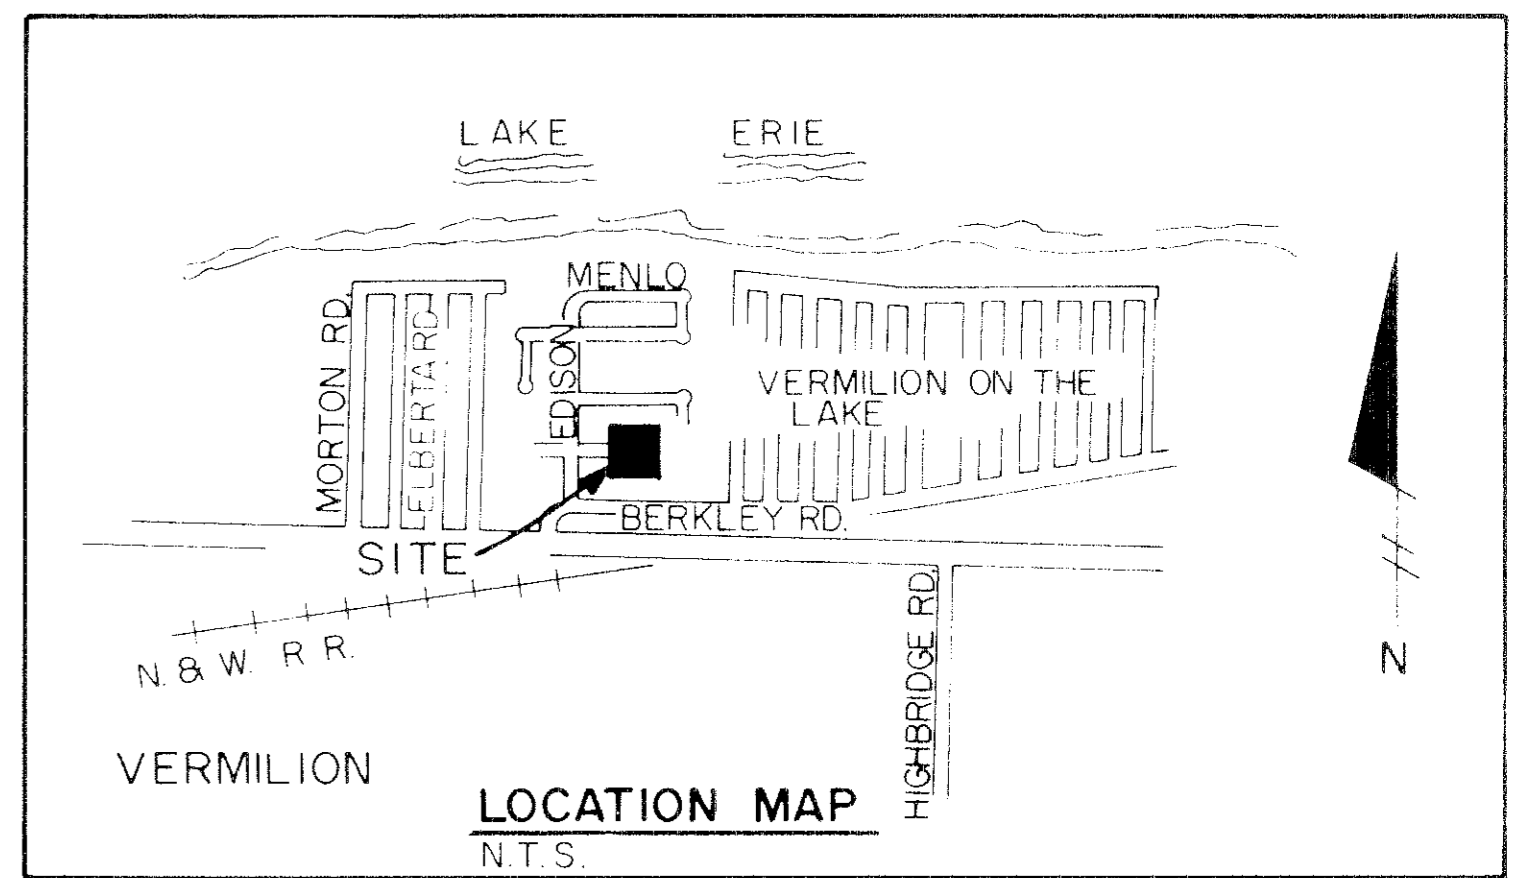 LAKE ERIE
MENLO
MORTON RD.
ELBERTA RD.
EDISON
VERMILION ON THE
LAKE
BERKLEY RD.
SITE
HIGHBRIDGE RD.
N. & W. R R.
N
VERMILION
LOCATION MAP
N.T.S.